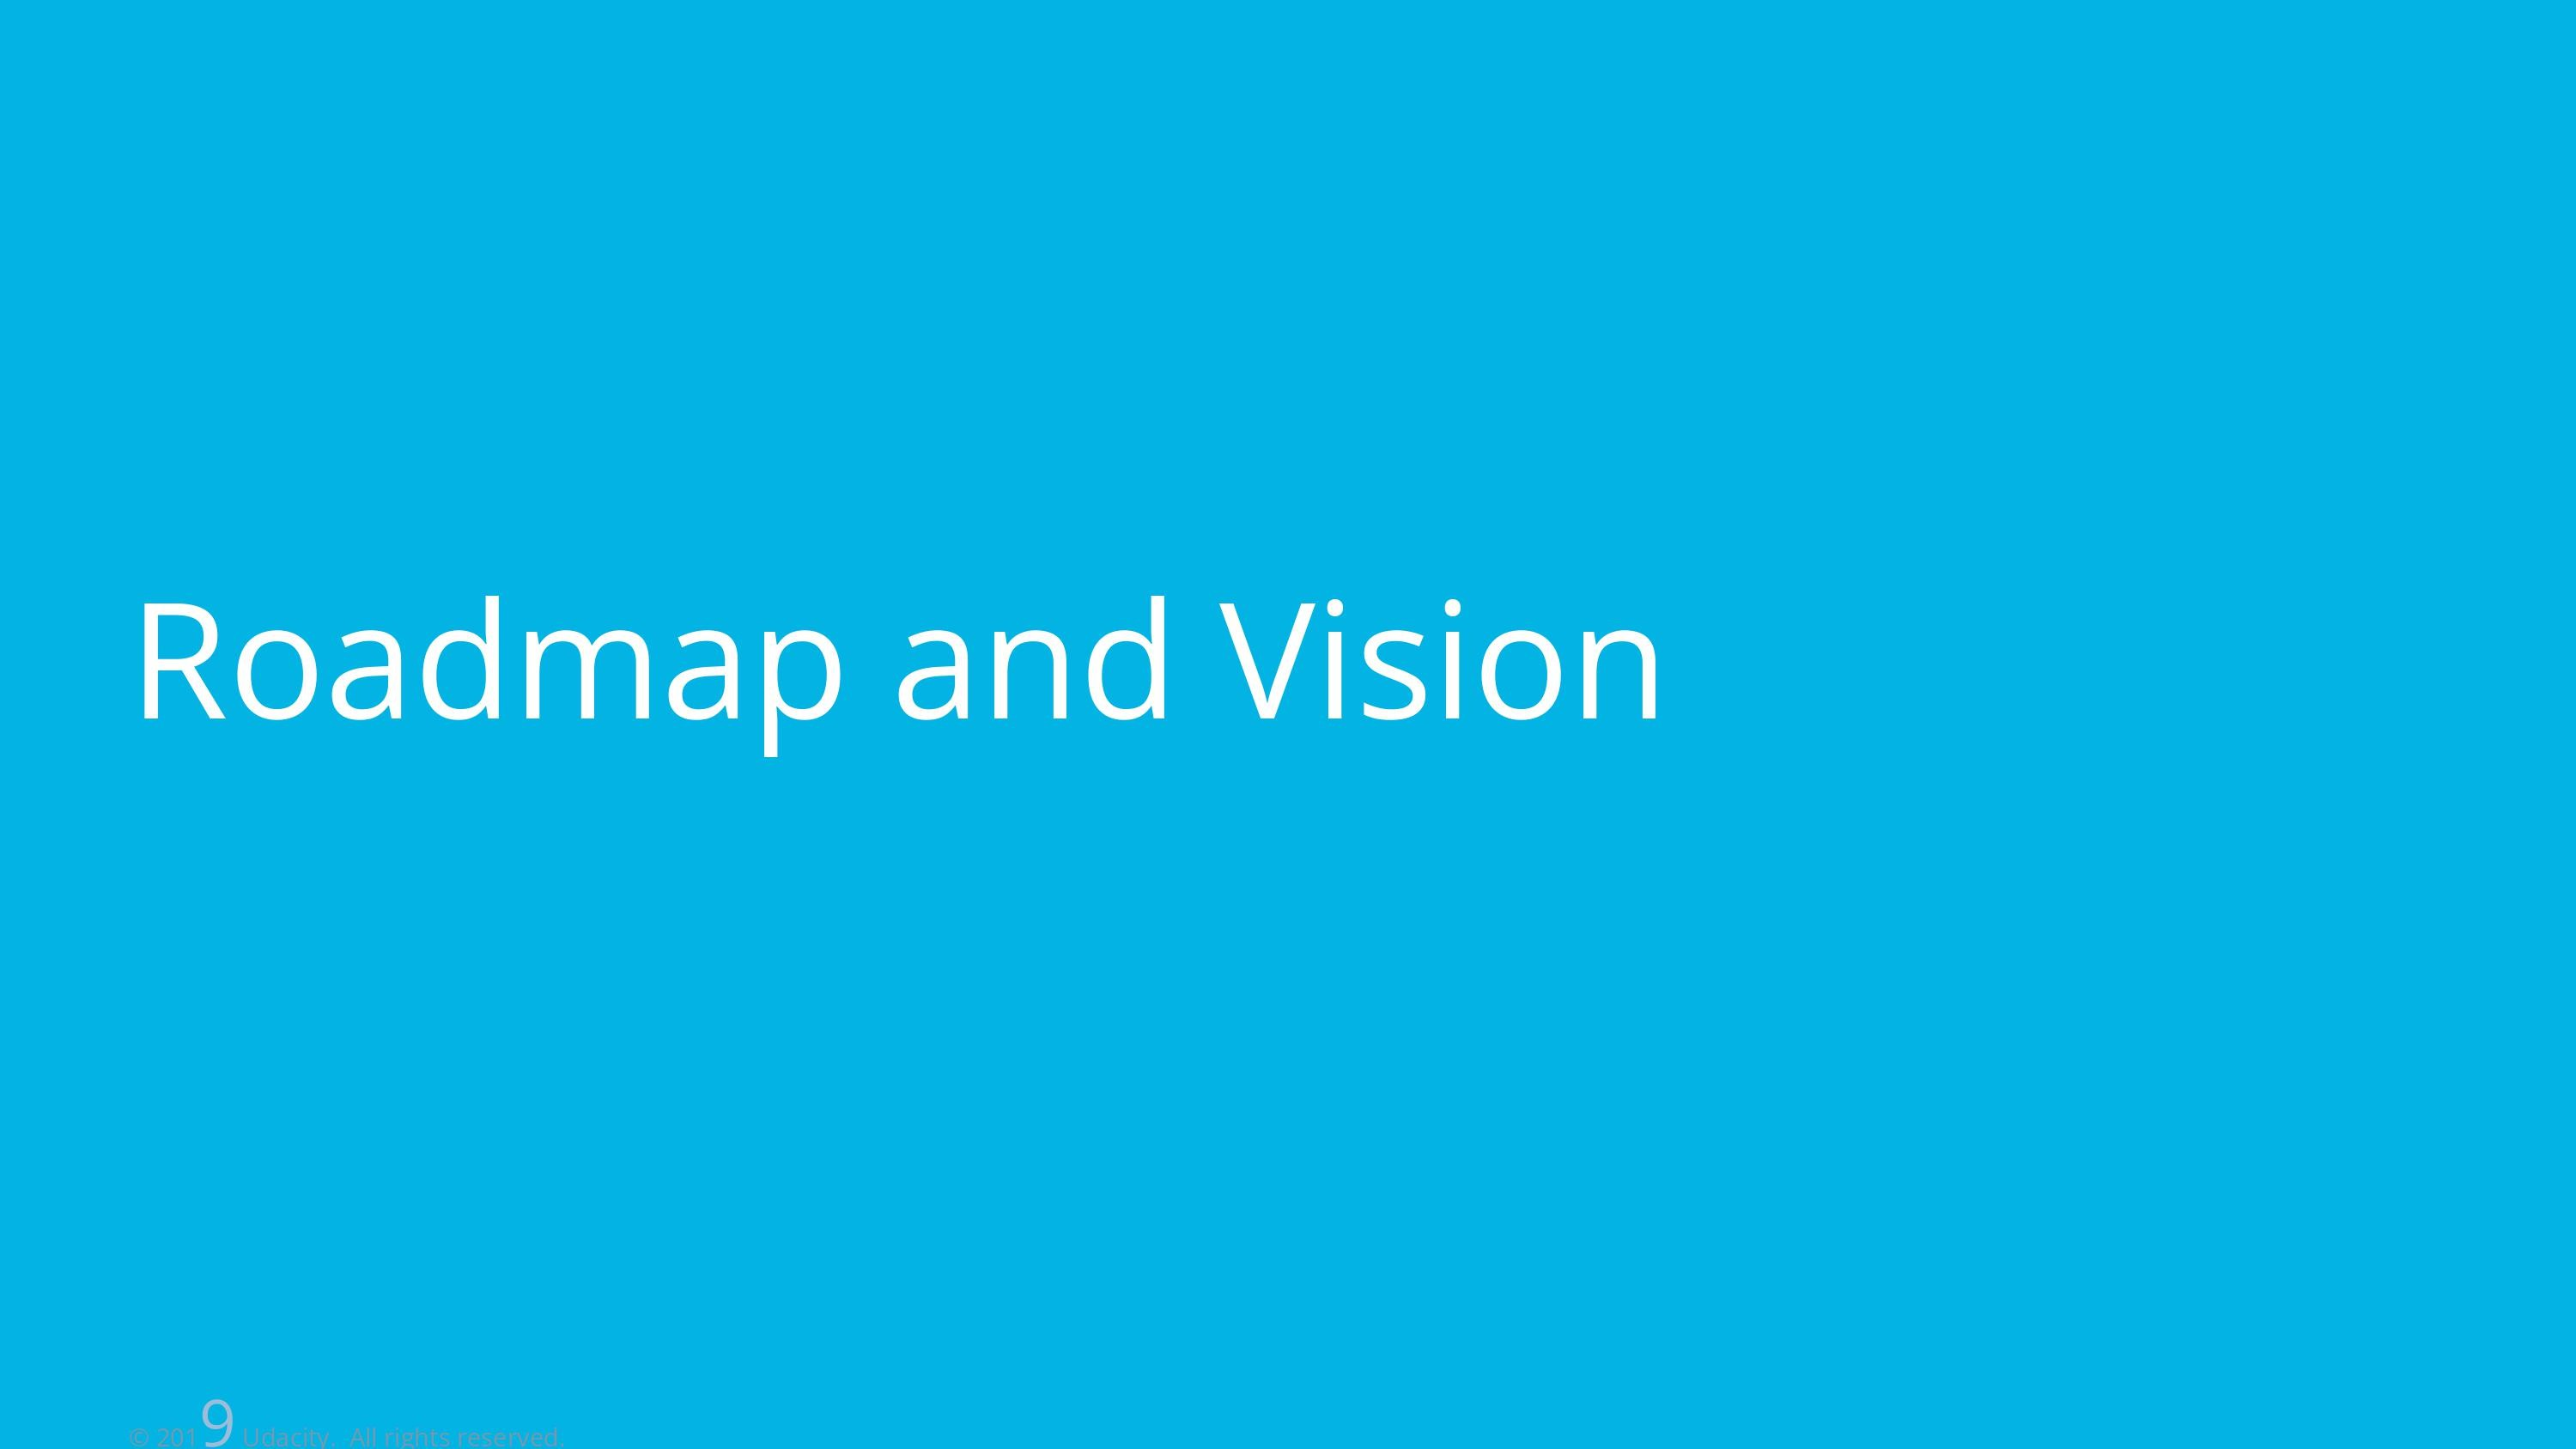 Roadmap and Vision
© 2019 Udacity. All rights reserved.